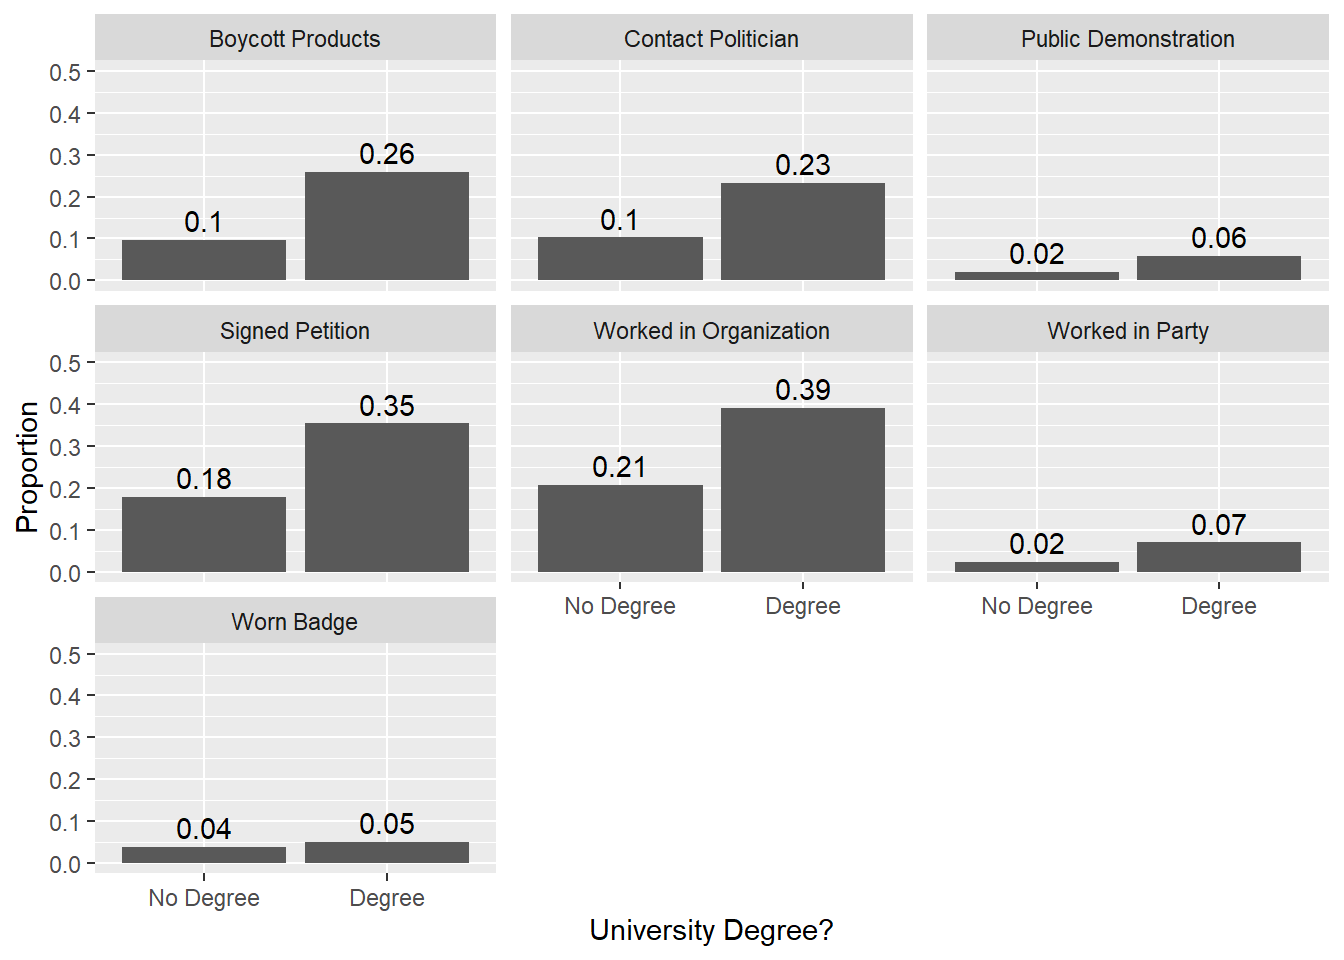 Boycott Products
Contact Politician
Public Demonstration
0.5
0.4
0.3
0.2
0.1
0.0
0.1
0.26
0.1
0.23
0.02
0.06
Signed Petition
Worked in Organization
Worked in Party
0.5
0.4
0.3
0.2
0.1
0.0
0.18
0.35
0.21
0.39
0.02
0.07
No Degree
Degree
No Degree
Degree
Worn Badge
0.5
0.4
0.3
0.2
0.1
0.0
0.04
0.05
No Degree
Degree
Proportion
University Degree?